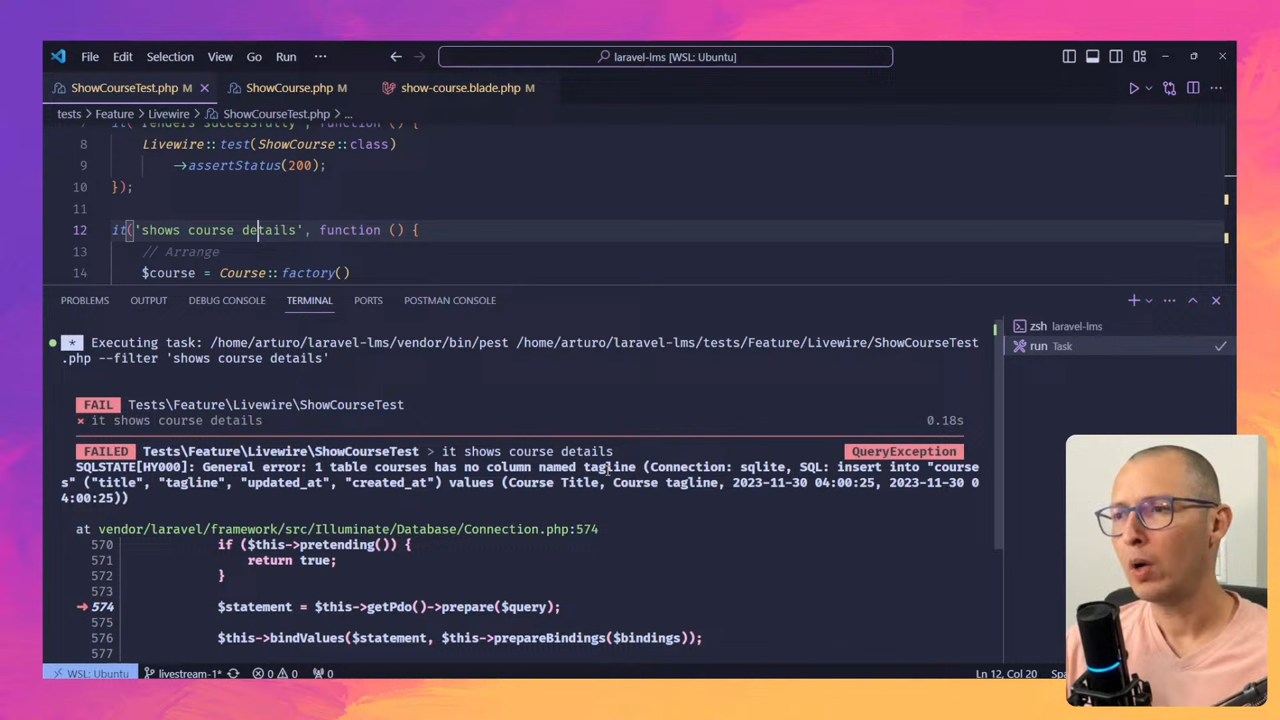 File Edit Selection View Go Run ··· laravel-lms [WSL: Ubuntu]
ShowCourseTest.php M ShowCourse.php M show-course.blade.php M
tests > Feature > Livewire > ShowCourseTest.php > ...
it('renders successfully', function () {
8 Livewire::test(ShowCourse::class)
9 ->assertStatus(200);
10 });
11
12 it('shows course details', function () {
13 // Arrange
14 $course = Course::factory()
PROBLEMS OUTPUT DEBUG CONSOLE TERMINAL PORTS POSTMAN CONSOLE
zsh laravel-lms
run Task
* Executing task: /home/arturo/laravel-lms/vendor/bin/pest /home/arturo/laravel-lms/tests/Feature/Livewire/ShowCourseTest
.php --filter 'shows course details'
FAIL Tests\Feature\Livewire\ShowCourseTest
⨯ it shows course details 0.18s
FAILED Tests\Feature\Livewire\ShowCourseTest > it shows course details QueryException
SQLSTATE[HY000]: General error: 1 table courses has no column named tagline (Connection: sqlite, SQL: insert into "course
s" ("title", "tagline", "updated_at", "created_at") values (Course Title, Course tagline, 2023-11-30 04:00:25, 2023-11-30 0
4:00:25))
at vendor/laravel/framework/src/Illuminate/Database/Connection.php:574
570 if ($this->pretending()) {
571 return true;
572 }
573
→ 574 $statement = $this->getPdo()->prepare($query);
575
576 $this->bindValues($statement, $this->prepareBindings($bindings));
577
WSL: Ubuntu livestream-1* 0 0 0 Ln 12, Col 20